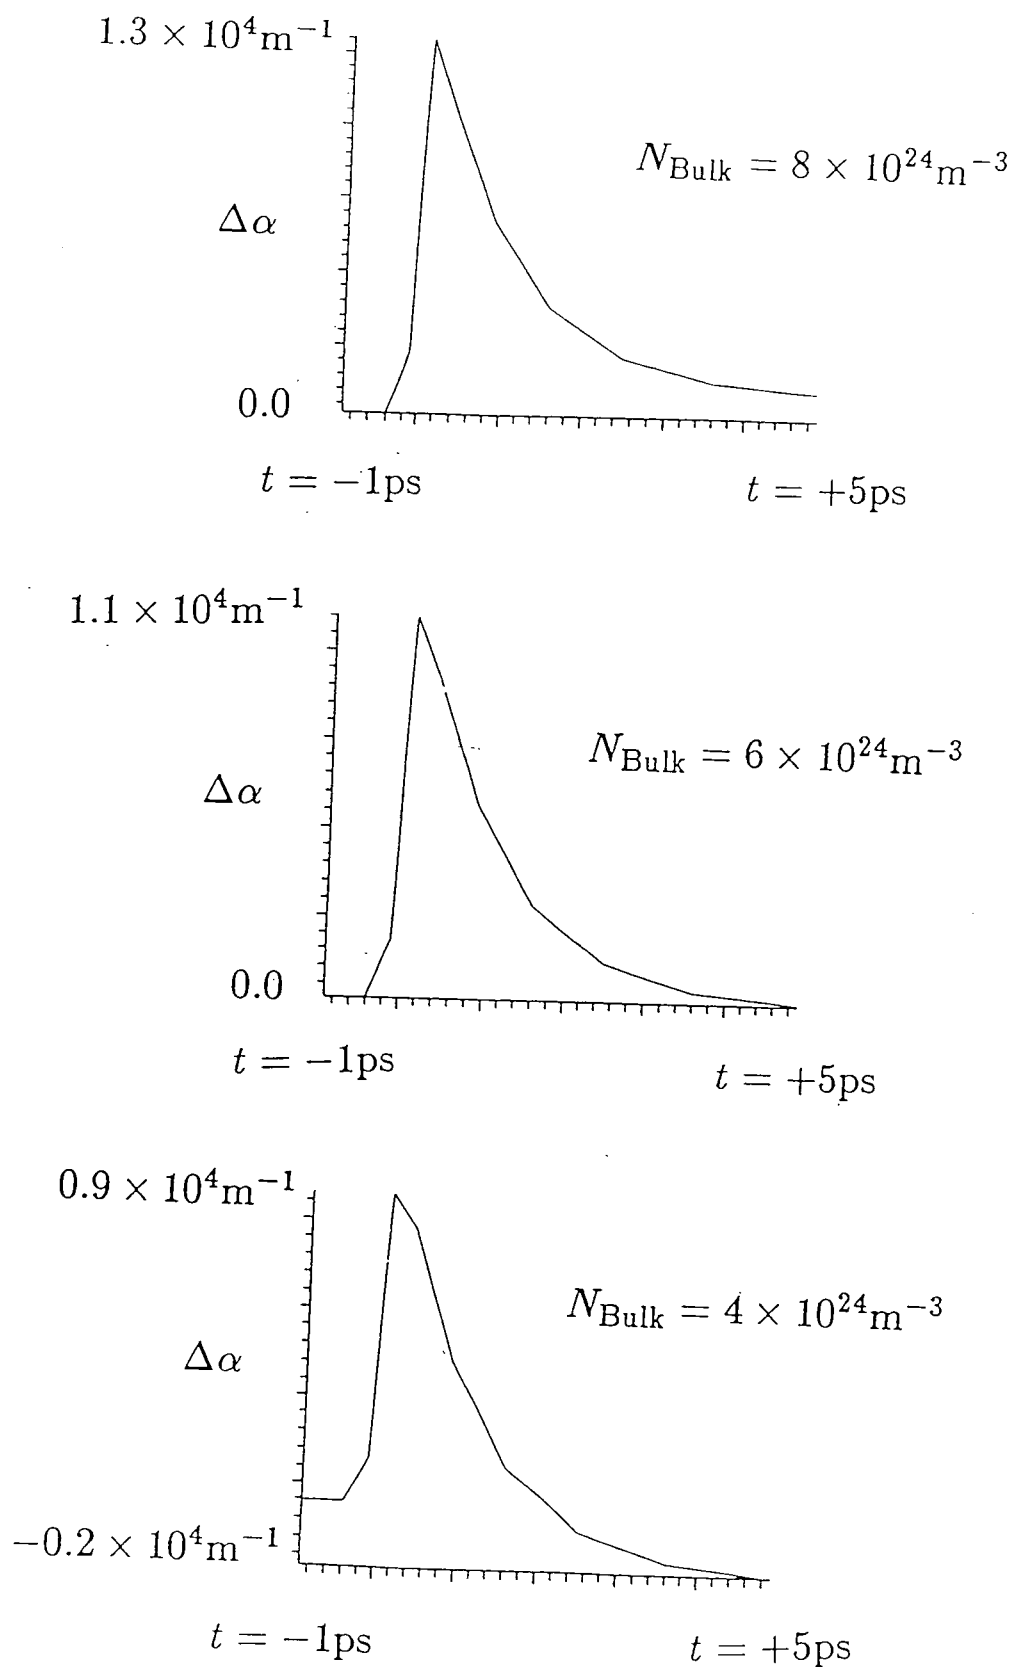 1.3 × 10⁴m⁻¹
N_Bulk = 8 × 10²⁴m⁻³
Δα
0.0
t = −1ps
t = +5ps
1.1 × 10⁴m⁻¹
N_Bulk = 6 × 10²⁴m⁻³
Δα
0.0
t = −1ps
t = +5ps
0.9 × 10⁴m⁻¹
N_Bulk = 4 × 10²⁴m⁻³
Δα
−0.2 × 10⁴m⁻¹
t = −1ps
t = +5ps